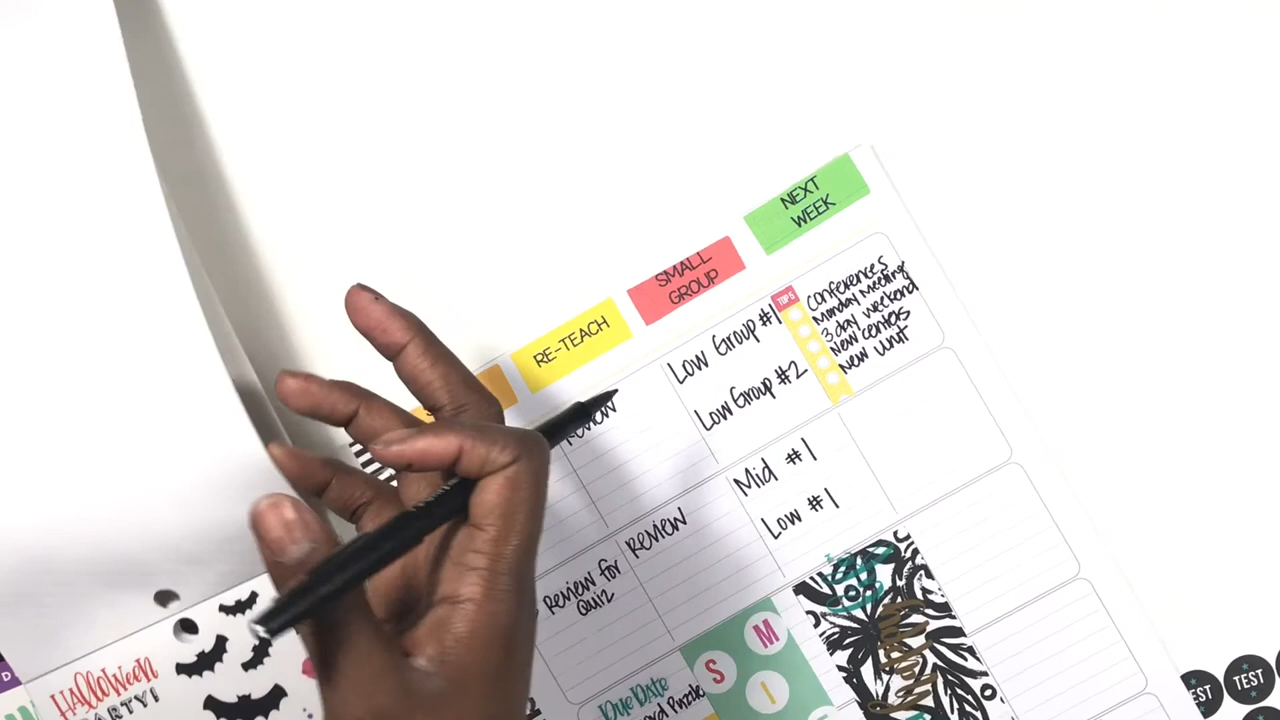 NEXT
WEEK
SMALL
GROUP
RE-TEACH
TOP 5
Conferences
Monday Meeting
3 day weekend
New centers
New unit
Low Group #1
Low Group #2
Review
Mid #1
Low #1
Review
Review for
Quiz
Due Date
Puzzle
S
M
I
Halloween
PARTY!
D
TEST